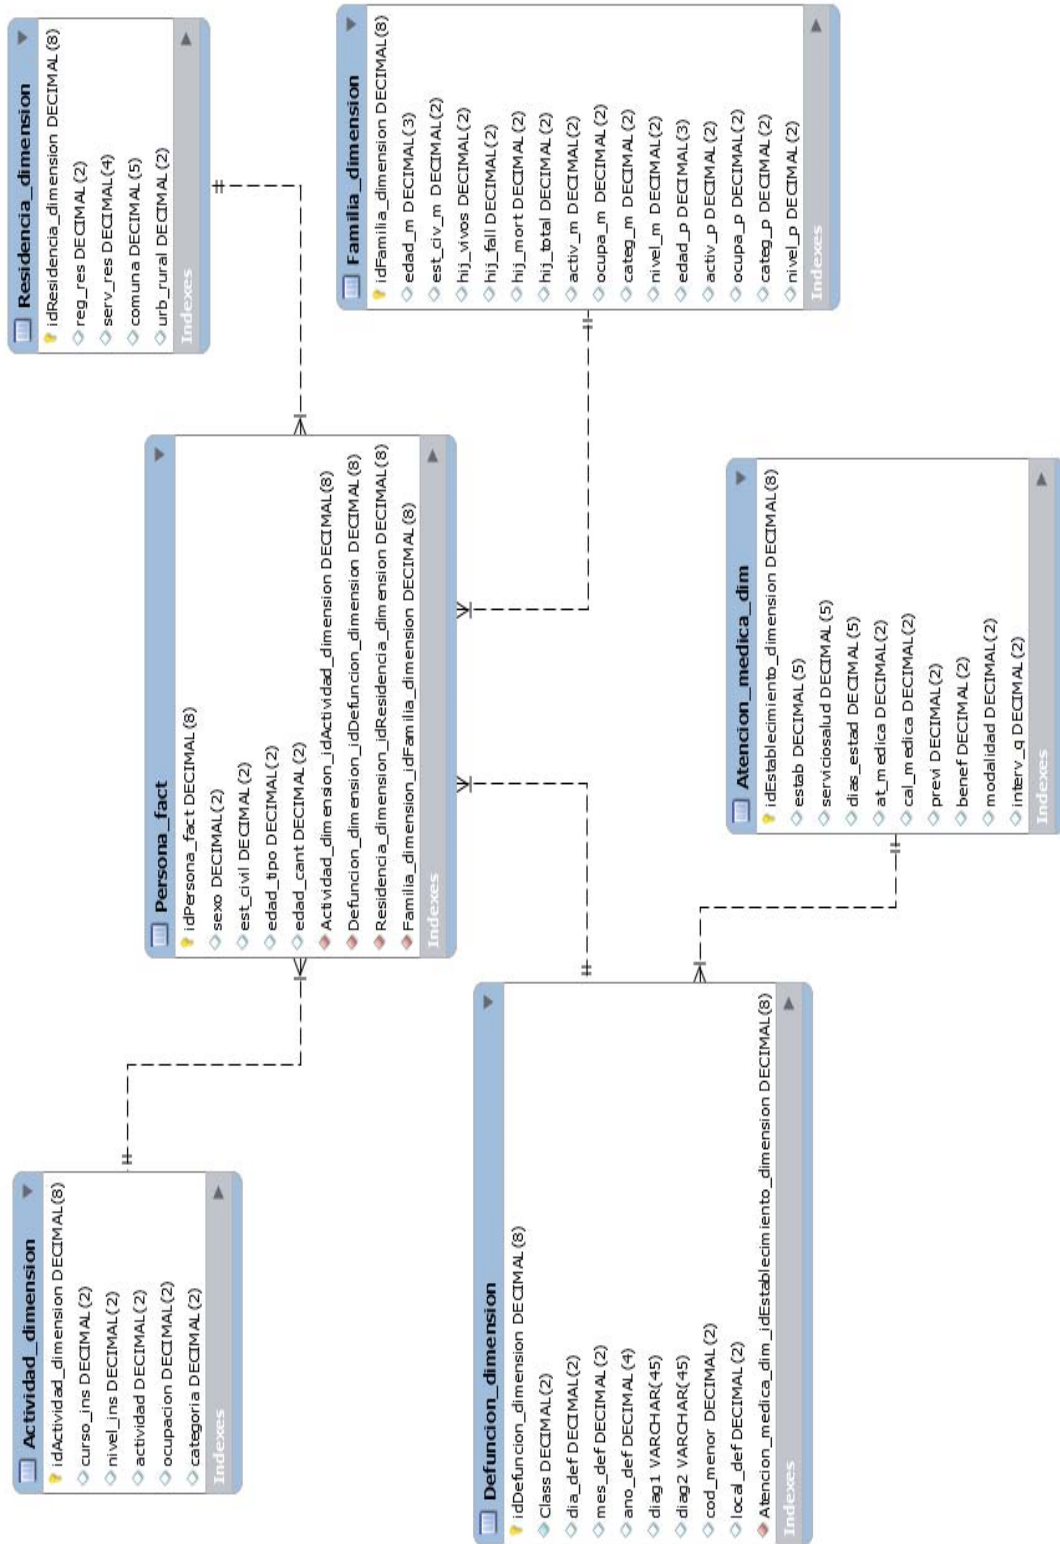 Actividad_dimension
idActividad_dimension DECIMAL(8)
curso_ins DECIMAL(2)
nivel_ins DECIMAL(2)
actividad DECIMAL(2)
ocupacion DECIMAL(2)
categoria DECIMAL(2)
Indexes
Persona_fact
idPersona_fact DECIMAL(8)
sexo DECIMAL(2)
est_civil DECIMAL(2)
edad_tipo DECIMAL(2)
edad_cant DECIMAL(2)
Actividad_dimension_idActividad_dimension DECIMAL(8)
Defuncion_dimension_idDefuncion_dimension DECIMAL(8)
Residencia_dimension_idResidencia_dimension DECIMAL(8)
Familia_dimension_idFamilia_dimension DECIMAL(8)
Indexes
Residencia_dimension
idResidencia_dimension DECIMAL(8)
reg_res DECIMAL(2)
serv_res DECIMAL(4)
comuna DECIMAL(5)
urb_rural DECIMAL(2)
Indexes
Defuncion_dimension
idDefuncion_dimension DECIMAL(8)
Class DECIMAL(2)
dia_def DECIMAL(2)
mes_def DECIMAL(2)
ano_def DECIMAL(4)
diag1 VARCHAR(45)
diag2 VARCHAR(45)
cod_menor DECIMAL(2)
local_def DECIMAL(2)
Atencion_medica_dim_idEstablecimiento_dimension DECIMAL(8)
Indexes
Atencion_medica_dim
idEstablecimiento_dimension DECIMAL(8)
estab DECIMAL(5)
serviciosalud DECIMAL(5)
dias_estad DECIMAL(5)
at_medica DECIMAL(2)
cal_medica DECIMAL(2)
previ DECIMAL(2)
benef DECIMAL(2)
modalidad DECIMAL(2)
interv_q DECIMAL(2)
Indexes
Familia_dimension
idFamilia_dimension DECIMAL(8)
edad_m DECIMAL(3)
est_civ_m DECIMAL(2)
hij_vivos DECIMAL(2)
hij_fall DECIMAL(2)
hij_mort DECIMAL(2)
hij_total DECIMAL(2)
activ_m DECIMAL(2)
ocupa_m DECIMAL(2)
categ_m DECIMAL(2)
nivel_m DECIMAL(2)
edad_p DECIMAL(3)
activ_p DECIMAL(2)
ocupa_p DECIMAL(2)
categ_p DECIMAL(2)
nivel_p DECIMAL(2)
Indexes